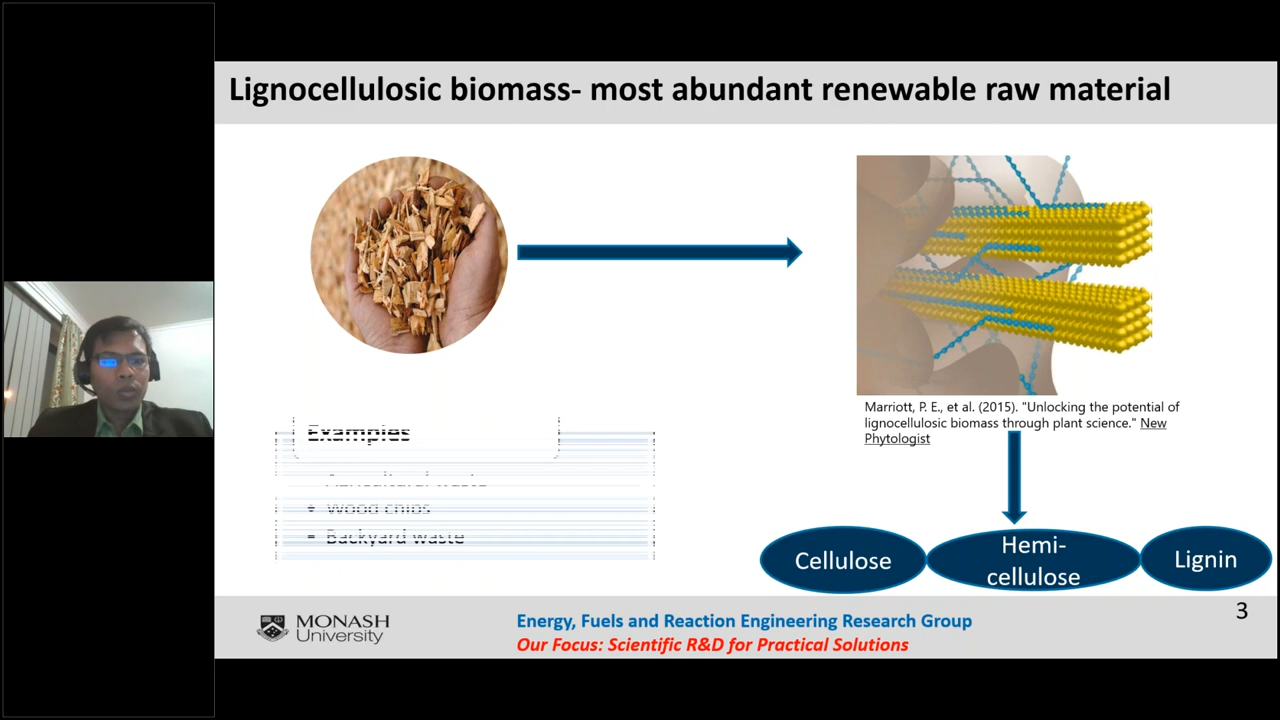 Lignocellulosic biomass- most abundant renewable raw material
Marriott, P. E., et al. (2015). "Unlocking the potential of
lignocellulosic biomass through plant science." New
Phytologist
Examples
Agricultural waste
• Wood chips
Backyard waste
Cellulose
Hemi-
cellulose
Lignin
MONASH
University
Energy, Fuels and Reaction Engineering Research Group
Our Focus: Scientific R&D for Practical Solutions
3